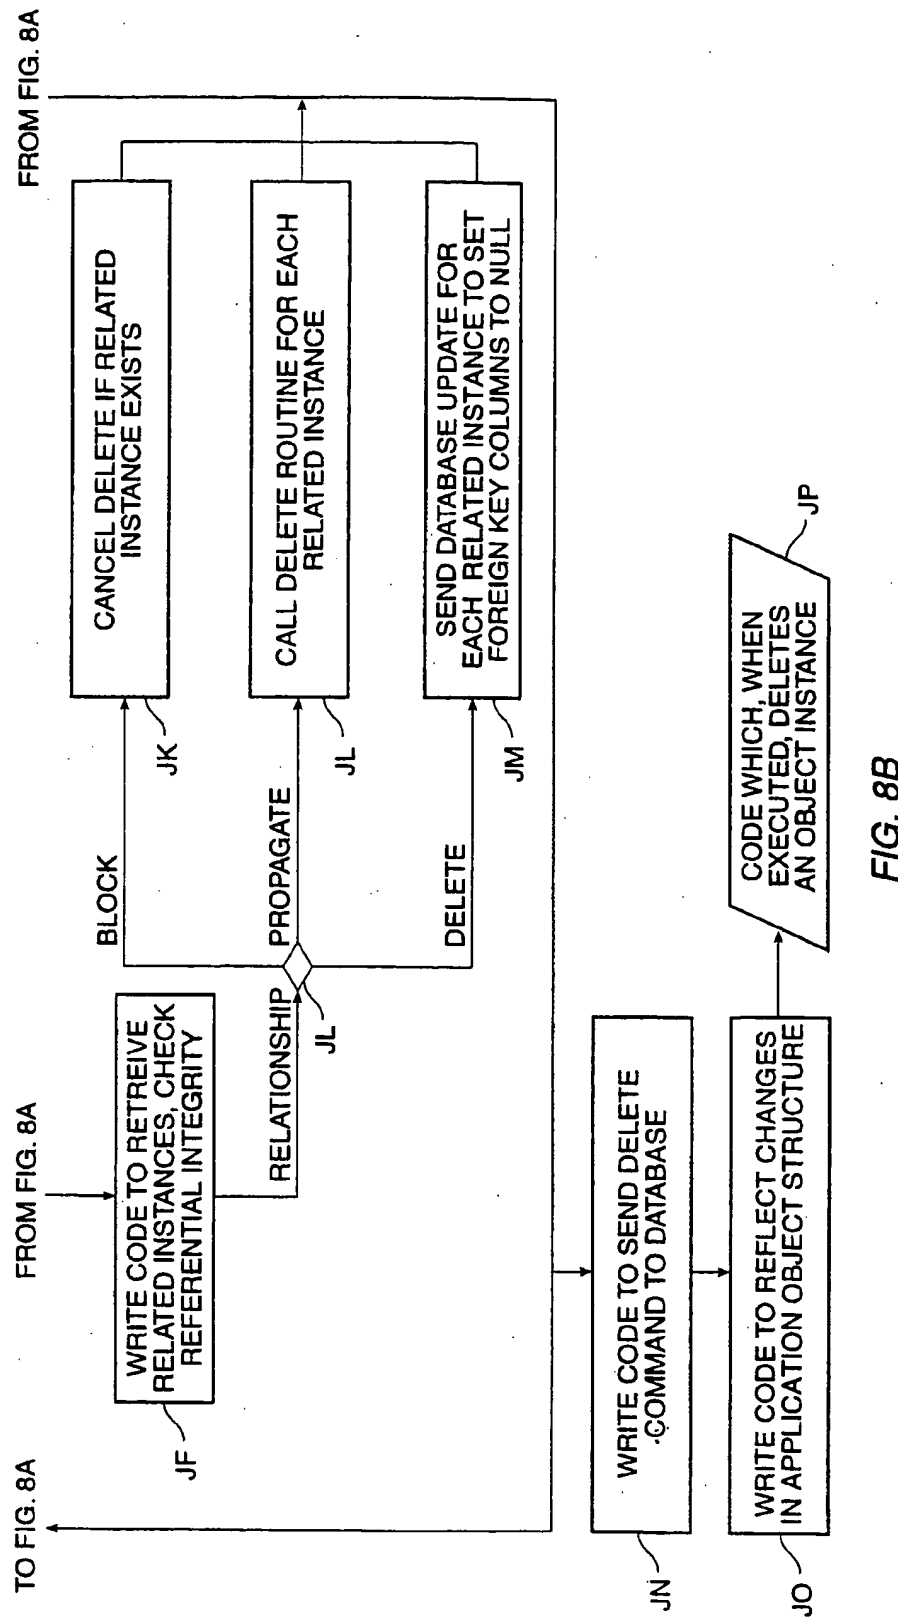 TO FIG. 8A
FROM FIG. 8A
FROM FIG. 8A
WRITE CODE TO RETREIVE
RELATED INSTANCES, CHECK
REFERENTIAL INTEGRITY
JF
RELATIONSHIP
JL
BLOCK
PROPAGATE
DELETE
CANCEL DELETE IF RELATED
INSTANCE EXISTS
JK
CALL DELETE ROUTINE FOR EACH
RELATED INSTANCE
JL
SEND DATABASE UPDATE FOR
EACH RELATED INSTANCE TO SET
FOREIGN KEY COLUMNS TO NULL
JM
WRITE CODE TO SEND DELETE
COMMAND TO DATABASE
JN
WRITE CODE TO REFLECT CHANGES
IN APPLICATION OBJECT STRUCTURE
JO
CODE WHICH, WHEN
EXECUTED, DELETES
AN OBJECT INSTANCE
JP
FIG. 8B